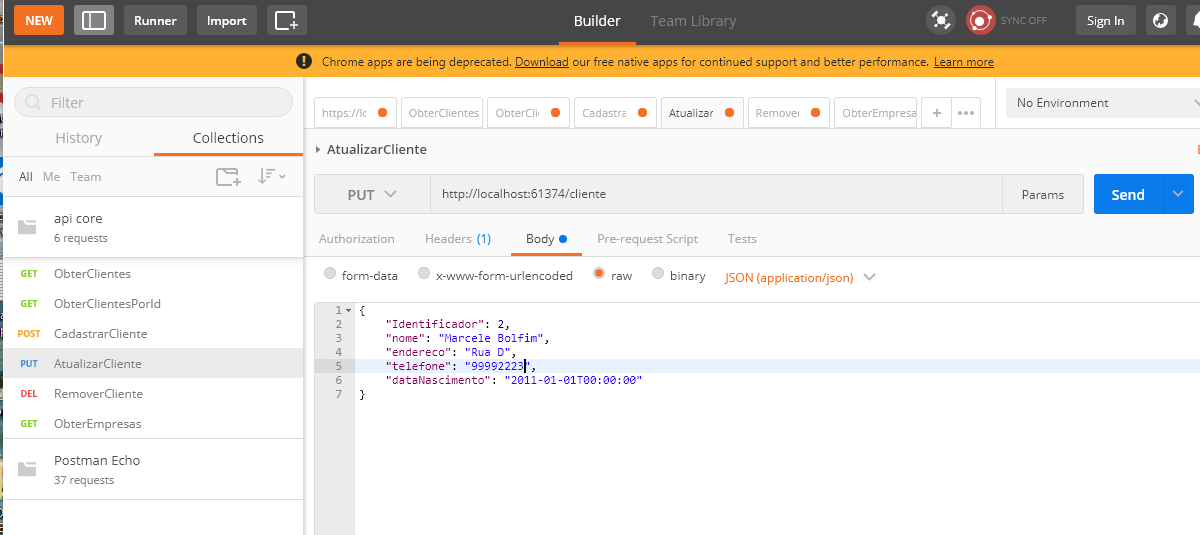 NEW Runner Import Builder Team Library SYNC OFF Sign In
Chrome apps are being deprecated. Download our free native apps for continued support and better performance. Learn more
Filter
History Collections
All Me Team
api core
6 requests
GET ObterClientes
GET ObterClientesPorId
POST CadastrarCliente
PUT AtualizarCliente
DEL RemoverCliente
GET ObterEmpresas
Postman Echo
37 requests
ObterClientes ObterCli Cadastra Atualizar Remover ObterEmpresa + ••• No Environment
AtualizarCliente
PUT http://localhost:61374/cliente Params Send
Authorization Headers (1) Body Pre-request Script Tests
form-data x-www-form-urlencoded raw binary JSON (application/json)
1 {
2 "Identificador": 2,
3 "nome": "Marcele Bolfim",
4 "endereco": "Rua D",
5 "telefone": "99992223",
6 "dataNascimento": "2011-01-01T00:00:00"
7 }